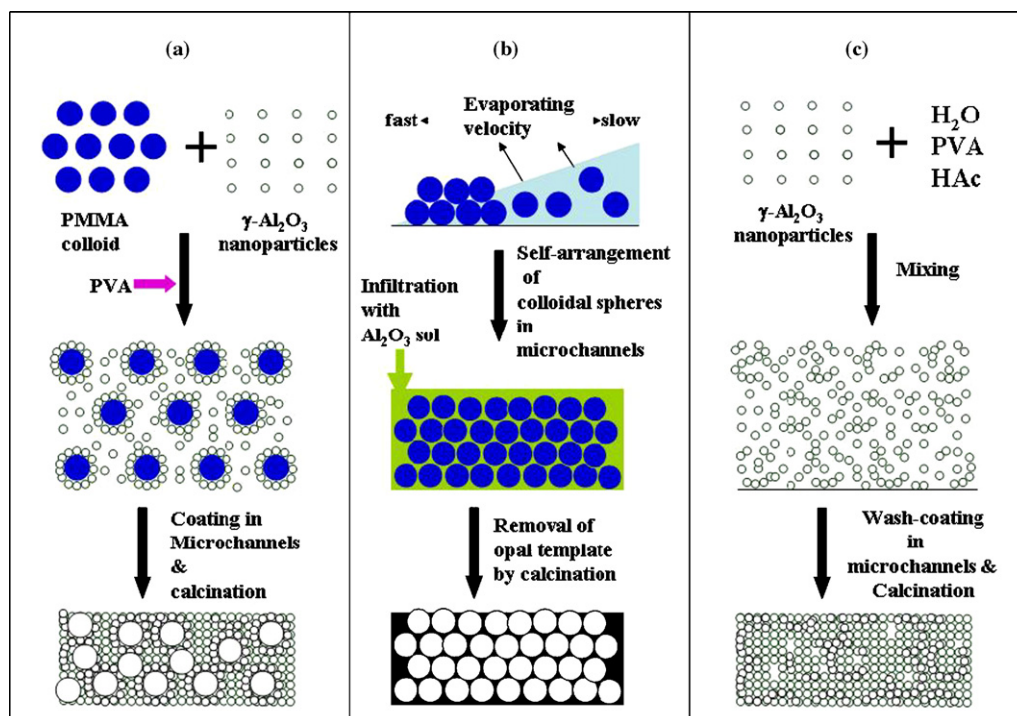 (a)
PMMA
colloid
+
γ-Al₂O₃
nanoparticles
PVA
Coating in
Microchannels
&
calcination
(b)
Evaporating
velocity
fast
slow
Self-arrangement
of
colloidal spheres
in
microchannels
Infiltration
with
Al₂O₃ sol
Removal of
opal template
by calcination
(c)
+
H₂O
PVA
HAc
γ-Al₂O₃
nanoparticles
Mixing
Wash-coating
in
microchannels &
Calcination